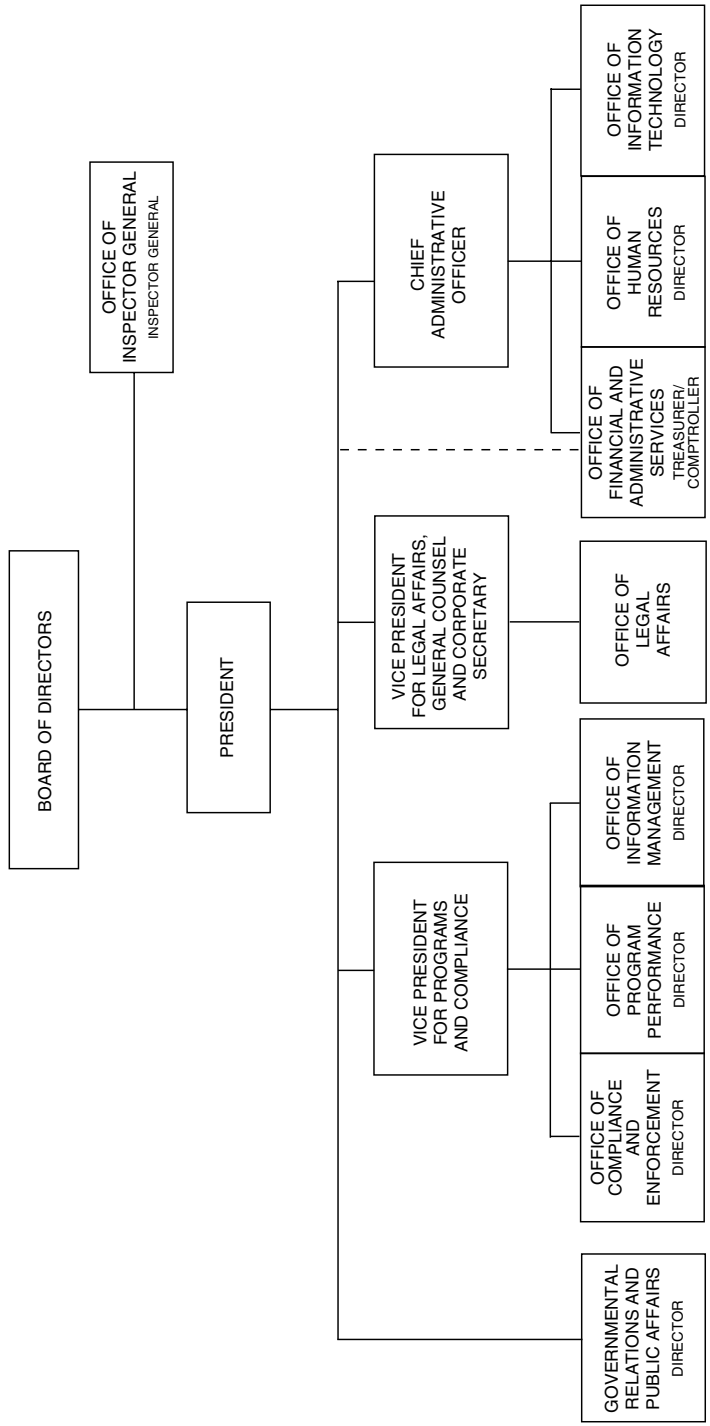 BOARD OF DIRECTORS
OFFICE OF
INSPECTOR GENERAL
INSPECTOR GENERAL
PRESIDENT
VICE PRESIDENT
FOR PROGRAMS
AND COMPLIANCE
VICE PRESIDENT
FOR LEGAL AFFAIRS,
GENERAL COUNSEL
AND CORPORATE
SECRETARY
CHIEF
ADMINISTRATIVE
OFFICER
GOVERNMENTAL
RELATIONS AND
PUBLIC AFFAIRS
DIRECTOR
OFFICE OF
COMPLIANCE
AND
ENFORCEMENT
DIRECTOR
OFFICE OF
PROGRAM
PERFORMANCE
DIRECTOR
OFFICE OF
INFORMATION
MANAGEMENT
DIRECTOR
OFFICE OF
LEGAL
AFFAIRS
OFFICE OF
FINANCIAL AND
ADMINISTRATIVE
SERVICES
TREASURER/
COMPTROLLER
OFFICE OF
HUMAN
RESOURCES
DIRECTOR
OFFICE OF
INFORMATION
TECHNOLOGY
DIRECTOR